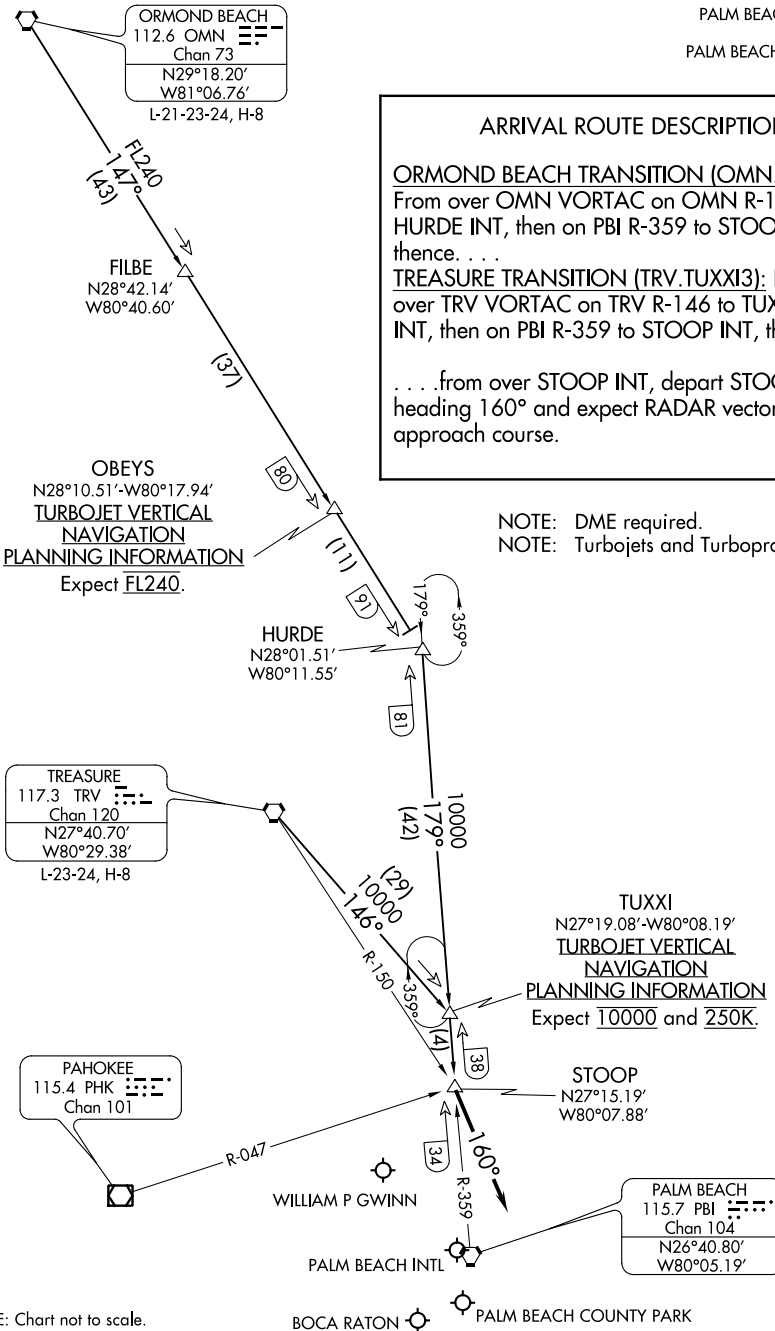 ORMOND BEACH
112.6 OMN
Chan 73
N29°18.20'
W81°06.76'
L-21-23-24, H-8
PALM BEAC
PALM BEACH
ARRIVAL ROUTE DESCRIPTION
ORMOND BEACH TRANSITION (OMN.
From over OMN VORTAC on OMN R-1
HURDE INT, then on PBI R-359 to STOO
thence. . . .
TREASURE TRANSITION (TRV.TUXXI3):
over TRV VORTAC on TRV R-146 to TUX
INT, then on PBI R-359 to STOOP INT, th
. . . .from over STOOP INT, depart STOO
heading 160° and expect RADAR vector
approach course.
FL240
147°
(43)
FILBE
N28°42.14'
W80°40.60'
(37)
OBEYS
N28°10.51'-W80°17.94'
TURBOJET VERTICAL
NAVIGATION
PLANNING INFORMATION
Expect FL240.
80
(11)
91
NOTE: DME required.
NOTE: Turbojets and Turbopro
HURDE
N28°01.51'
W80°11.55'
179°
359°
81
10000
179°
(42)
TREASURE
117.3 TRV
Chan 120
N27°40.70'
W80°29.38'
L-23-24, H-8
(29)
10000
146°
R-150
359°
TUXXI
N27°19.08'-W80°08.19'
TURBOJET VERTICAL
NAVIGATION
PLANNING INFORMATION
Expect 10000 and 250K.
(4)
38
STOOP
N27°15.19'
W80°07.88'
PAHOKEE
115.4 PHK
Chan 101
R-047
34
R-359
160°
WILLIAM P GWINN
PALM BEACH
115.7 PBI
Chan 104
N26°40.80'
W80°05.19'
PALM BEACH INTL
E: Chart not to scale.
BOCA RATON
PALM BEACH COUNTY PARK